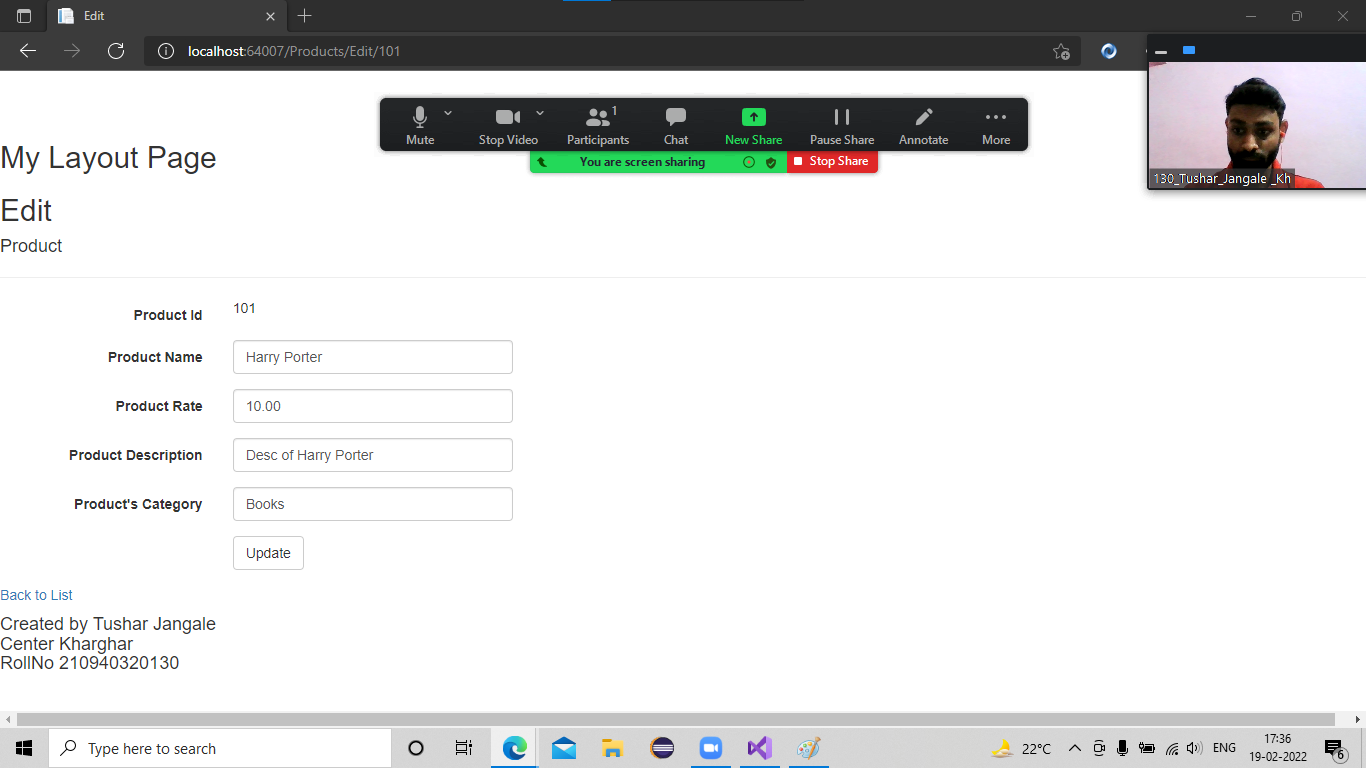 Edit
localhost:64007/Products/Edit/101
Mute
Stop Video
1
Participants
Chat
New Share
Pause Share
Annotate
More
You are screen sharing
Stop Share
130_Tushar_Jangale _Kh
My Layout Page
Edit
Product
Product Id 101
Product Name Harry Porter
Product Rate 10.00
Product Description Desc of Harry Porter
Product's Category Books
Update
Back to List
Created by Tushar Jangale
Center Kharghar
RollNo 210940320130
Type here to search
22°C
ENG
17:36
19-02-2022
6